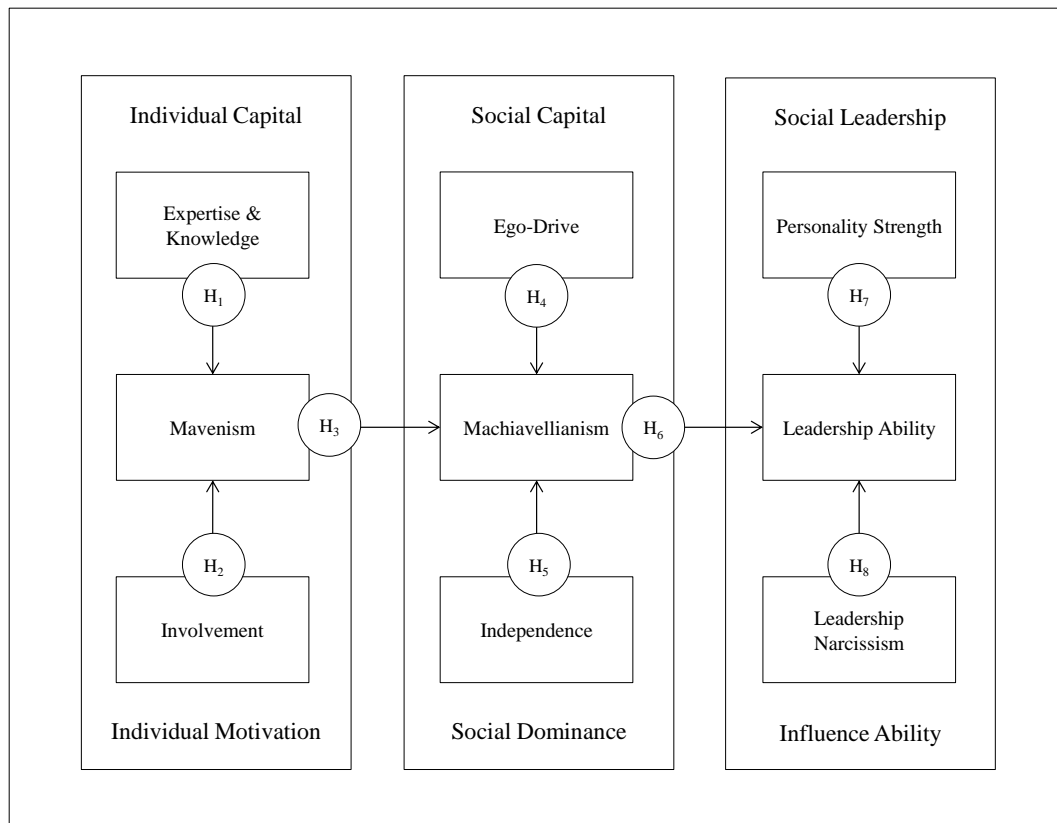 Individual Capital
Expertise &
Knowledge
H₁
Mavenism
H₃
H₂
Involvement
Individual Motivation
Social Capital
Ego-Drive
H₄
Machiavellianism
H₆
H₅
Independence
Social Dominance
Social Leadership
Personality Strength
H₇
Leadership Ability
H₈
Leadership
Narcissism
Influence Ability